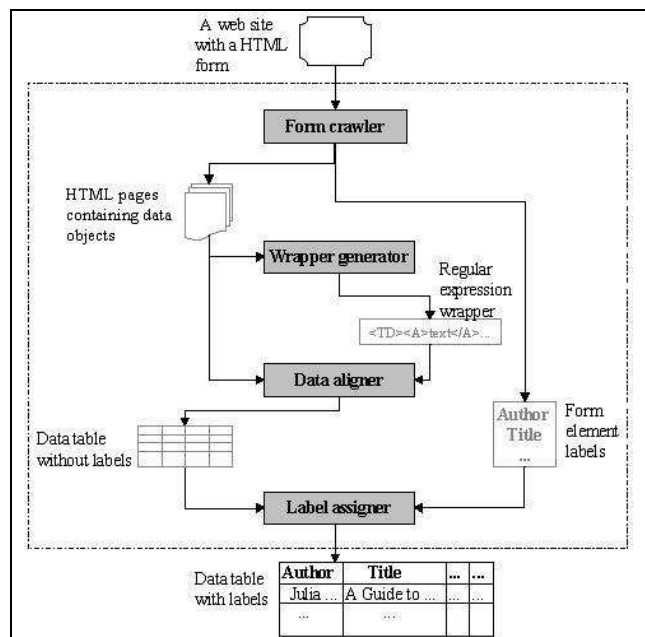 A web site
with a HTML
form
Form crawler
HTML pages
containing data
objects
Wrapper generator
Regular
expression
wrapper
<TD><A>text</A>...
Data aligner
Data table
without labels
Author
Title
...
Form
element
labels
Label assigner
Data table
with labels
Author Title ... ...
Julia ... A Guide to ... ... ...
... ...